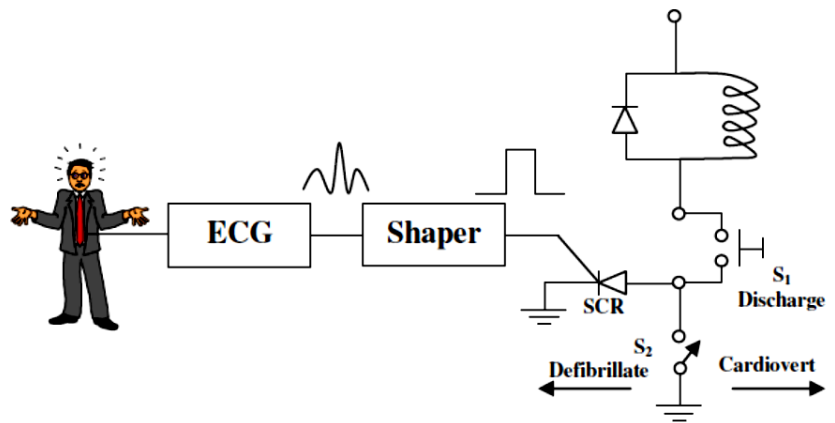 ECG
Shaper
SCR
S1
Discharge
S2
Defibrillate
Cardiovert